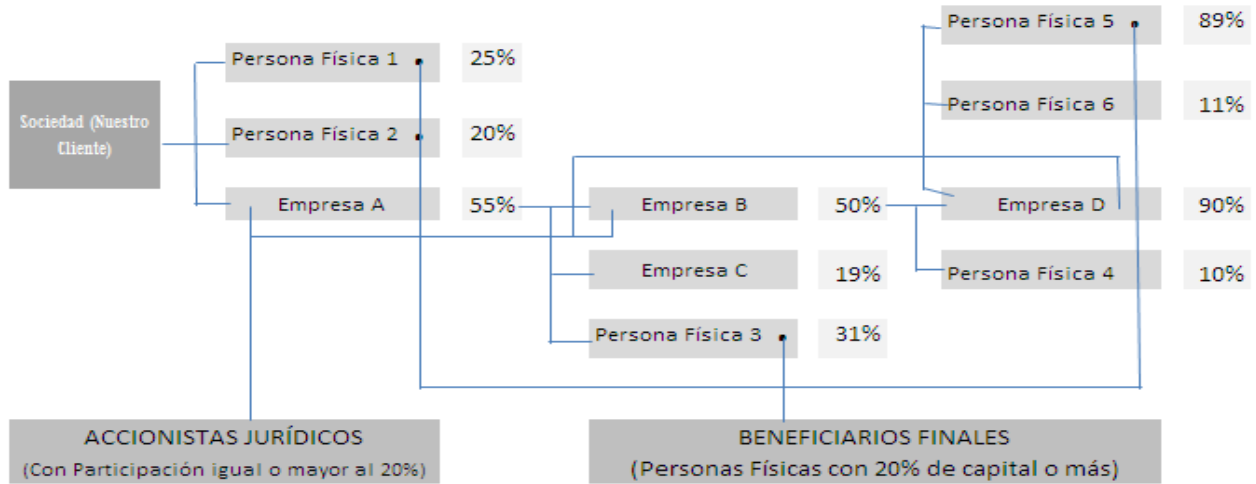 Sociedad (Nuestro
Cliente)
Persona Física 1 25%
Persona Física 2 20%
Empresa A 55%
Empresa B 50%
Empresa C 19%
Persona Física 3 31%
Persona Física 5 89%
Persona Física 6 11%
Empresa D 90%
Persona Física 4 10%
ACCIONISTAS JURÍDICOS
(Con Participación igual o mayor al 20%)
BENEFICIARIOS FINALES
(Personas Físicas con 20% de capital o más)